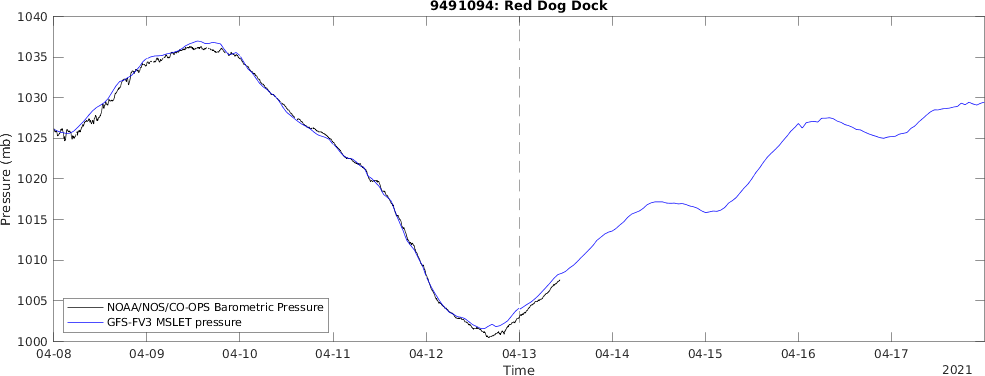 9491094: Red Dog Dock
1040
1035
1030
1025
1020
1015
1010
1005
1000
Pressure (mb)
NOAA/NOS/CO-OPS Barometric Pressure
GFS-FV3 MSLET pressure
04-08 04-09 04-10 04-11 04-12 04-13 04-14 04-15 04-16 04-17
Time
2021